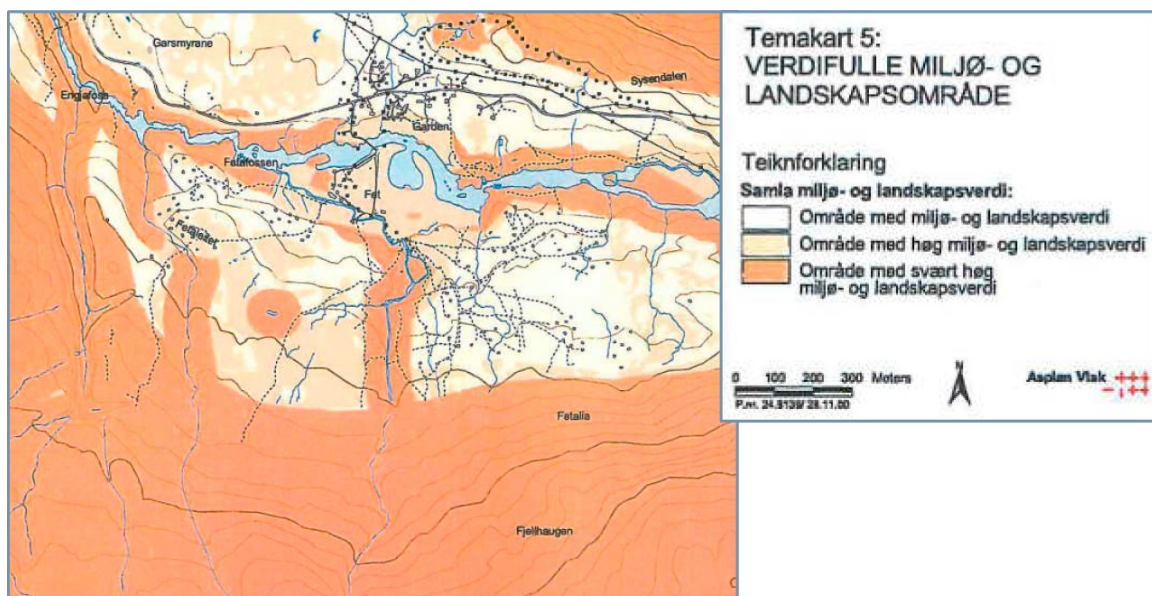 Garsmyrane
Engjafoss
Sysendalen
Garden
Fetafossen
Fet
Fetalia
Fjellhaugen
Temakart 5:
VERDIFULLE MILJØ- OG
LANDSKAPSOMRÅDE
Teiknforklaring
Samla miljø- og landskapsverdi:
Område med miljø- og landskapsverdi
Område med høg miljø- og landskapsverdi
Område med svært høg
miljø- og landskapsverdi
N
0 100 200 300 Meters
Asplan Viak